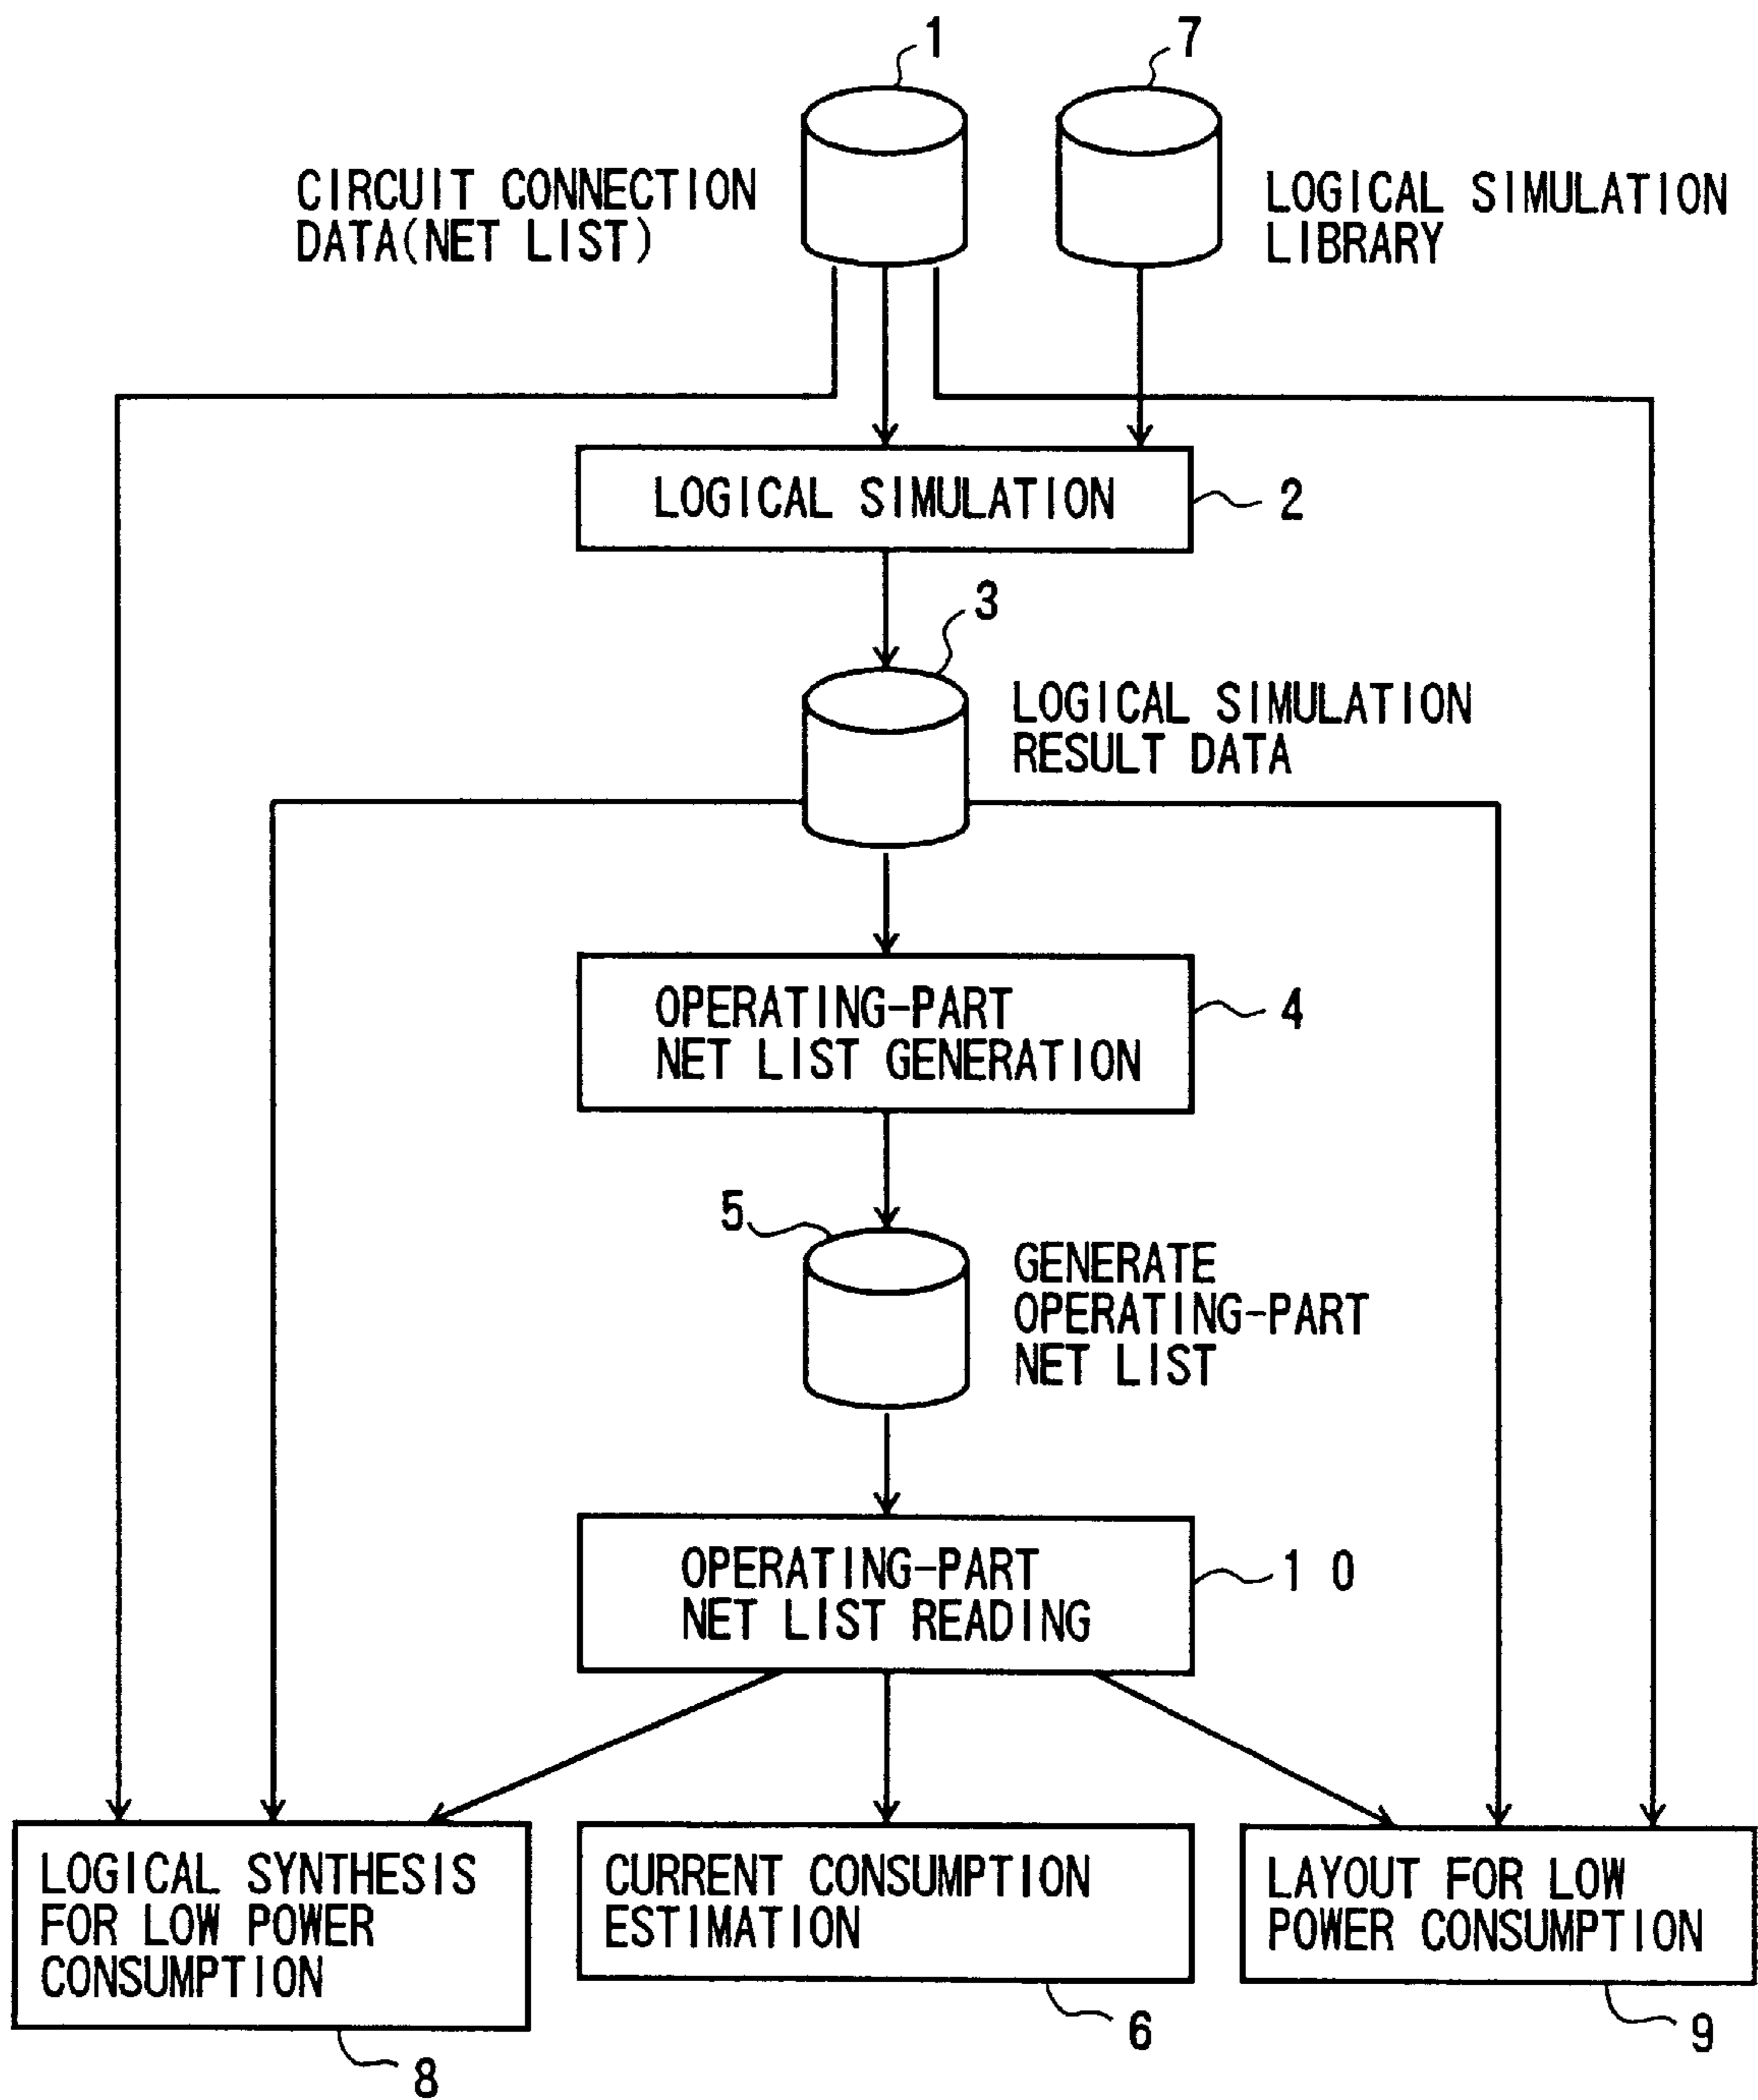 1
7
CIRCUIT CONNECTION
DATA(NET LIST)
LOGICAL SIMULATION
LIBRARY
LOGICAL SIMULATION
2
3
LOGICAL SIMULATION
RESULT DATA
OPERATING-PART
NET LIST GENERATION
4
5
GENERATE
OPERATING-PART
NET LIST
OPERATING-PART
NET LIST READING
1 0
LOGICAL SYNTHESIS
FOR LOW POWER
CONSUMPTION
CURRENT CONSUMPTION
ESTIMATION
LAYOUT FOR LOW
POWER CONSUMPTION
8
6
9